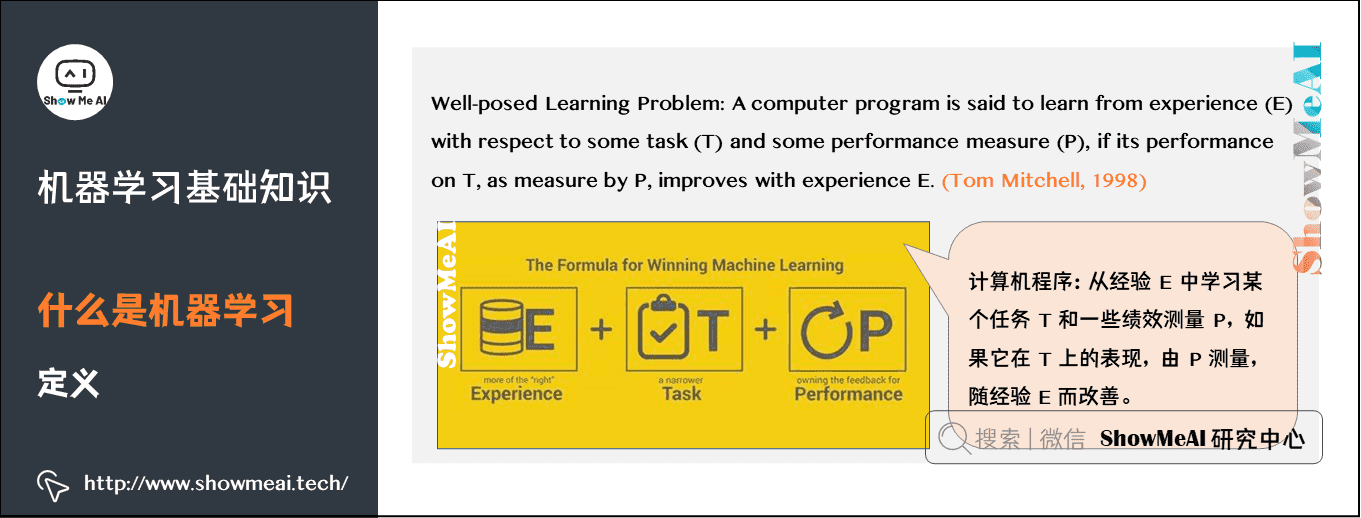 Show Me AI
机器学习基础知识
什么是机器学习
定义
http://www.showmeai.tech/
Well-posed Learning Problem: A computer program is said to learn from experience (E)
with respect to some task (T) and some performance measure (P), if its performance
on T, as measure by P, improves with experience E. (Tom Mitchell, 1998)
ShowMeAI
ShowMeAI
The Formula for Winning Machine Learning
E + T + P
more of the "right" a narrower owning the feedback for
Experience Task Performance
计算机程序: 从经验 E 中学习某
个任务 T 和一些绩效测量 P, 如
果它在 T 上的表现, 由 P 测量,
随经验 E 而改善。
搜索 | 微信 ShowMeAI 研究中心